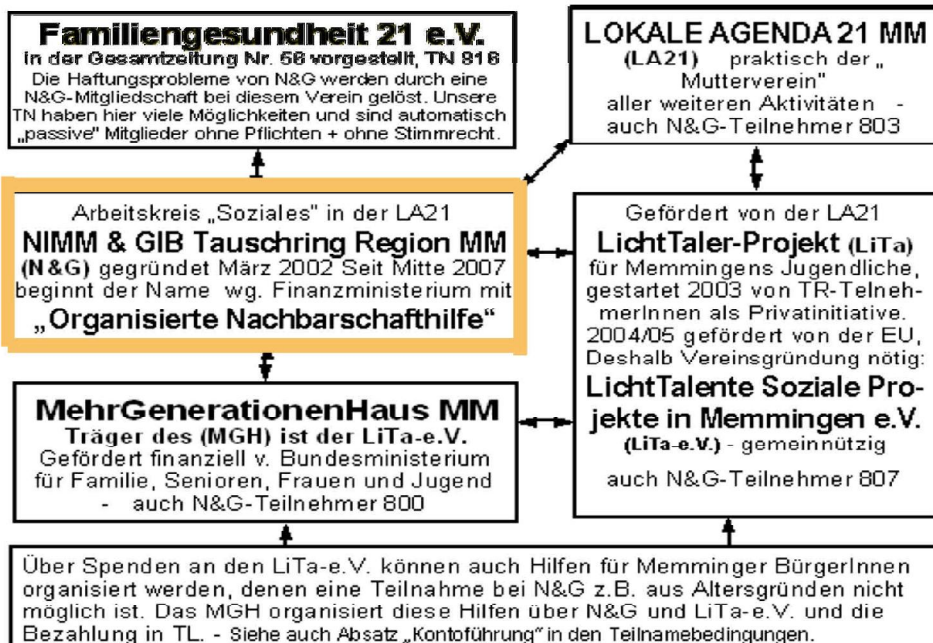 Familiengesundheit 21 e.V.
in der Gesamtzeitung Nr. 56 vorgestellt, TN 816
Die Haftungsprobleme von N&G werden durch eine
N&G-Mitgliedschaft bei diesem Verein gelöst. Unsere
TN haben hier viele Möglichkeiten und sind automatisch
„passive" Mitglieder ohne Pflichten + ohne Stimmrecht.
LOKALE AGENDA 21 MM
(LA21) praktisch der „
Mutterverein"
aller weiteren Aktivitäten -
auch N&G-Teilnehmer 803
Arbeitskreis „Soziales" in der LA21
NIMM & GIB Tauschring Region MM
(N&G) gegründet März 2002 Seit Mitte 2007
beginnt der Name wg. Finanzministerium mit
„Organisierte Nachbarschafthilfe"
Gefördert von der LA21
LichtTaler-Projekt (LiTa)
für Memmingens Jugendliche,
gestartet 2003 von TR-Telneh-
merInnen als Privatinitiative.
2004/05 gefördert von der EU,
Deshalb Vereinsgründung nötig:
LichtTalente Soziale Pro-
jekte in Memmingen e.V.
(LiTa-e.V.) - gemeinnützig
auch N&G-Teilnehmer 807
MehrGenerationenHaus MM
Träger des (MGH) ist der LiTa-e.V.
Gefördert finanziell v. Bundesministerium
für Familie, Senioren, Frauen und Jugend
- auch N&G-Teilnehmer 800
Über Spenden an den LiTa-e.V. können auch Hilfen für Memminger BürgerInnen
organisiert werden, denen eine Teilnahme bei N&G z.B. aus Altersgründen nicht
möglich ist. Das MGH organisiert diese Hilfen über N&G und LiTa-e.V. und die
Bezahlung in TL. - Siehe auch Absatz „Kontoführung" in den Teilnamebedingungen.